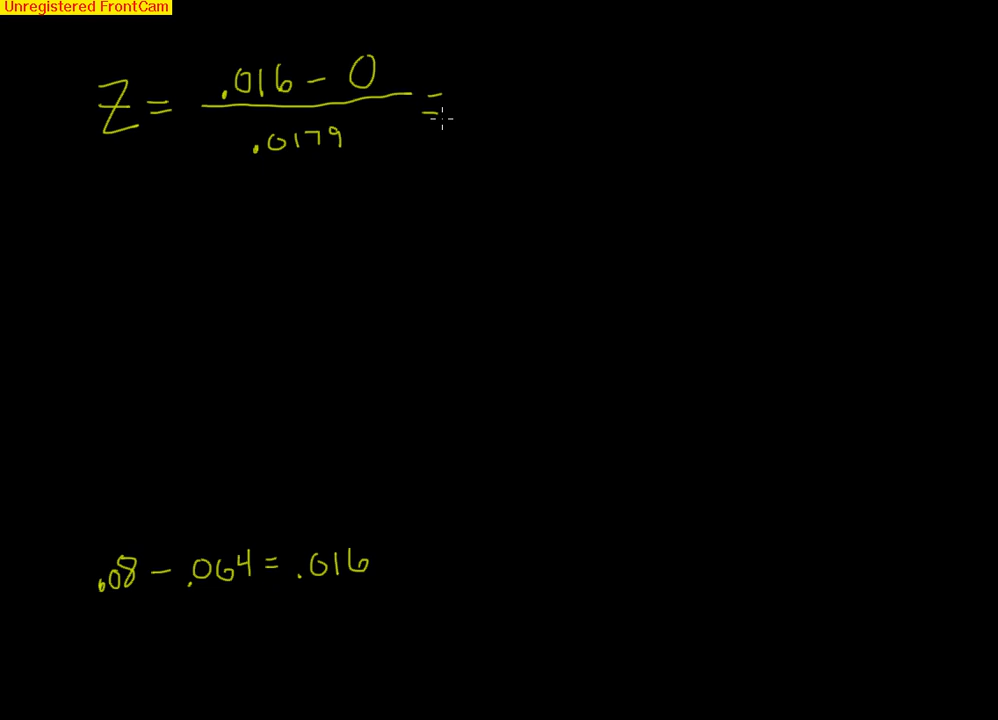 Unregistered FrontCam
Z = .016 - 0 =
.0179
.08 - .064 = .016